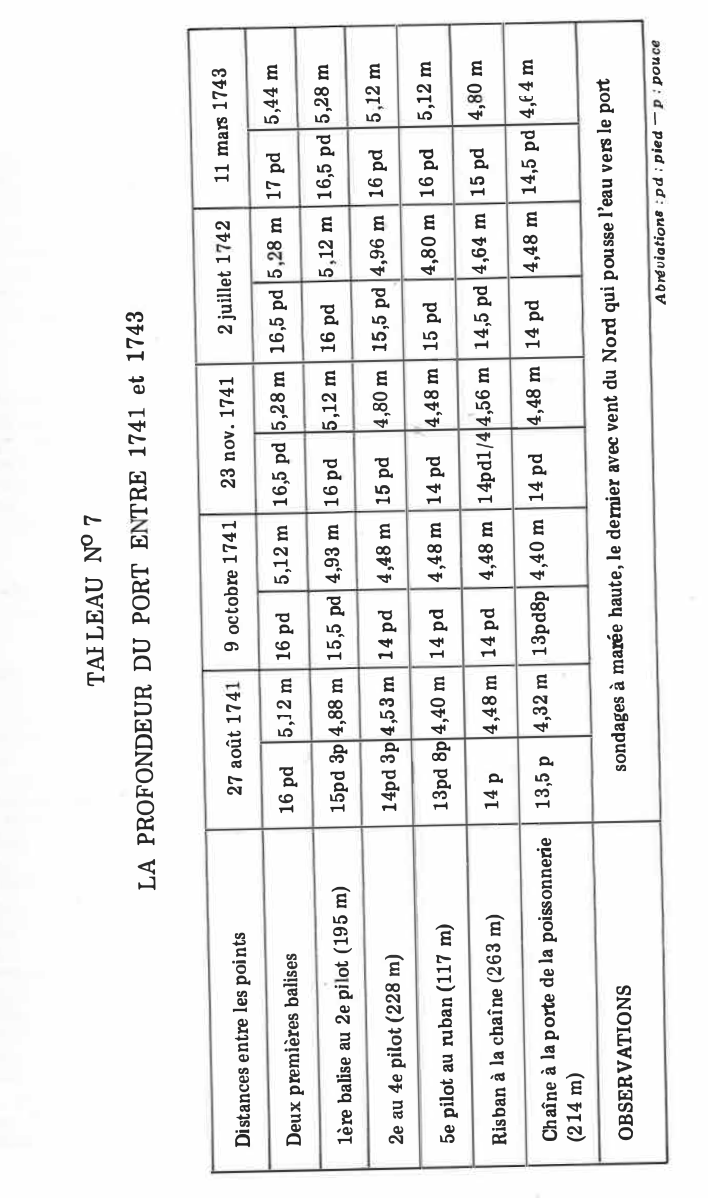 TABLEAU Nº 7
LA PROFONDEUR DU PORT ENTRE 1741 et 1743
Distances entre les points 27 août 1741 9 octobre 1741 23 nov. 1741 2 juillet 1742 11 mars 1743
Deux premières balises 16 pd 5,12 m 16 pd 5,12 m 16,5 pd 5,28 m 16,5 pd 5,28 m 17 pd 5,44 m
1ère balise au 2e pilot (195 m) 15pd 3p 4,88 m 15,5 pd 4,93 m 16 pd 5,12 m 16 pd 5,12 m 16,5 pd 5,28 m
2e au 4e pilot (228 m) 14pd 3p 4,53 m 14 pd 4,48 m 15 pd 4,80 m 15,5 pd 4,96 m 16 pd 5,12 m
5e pilot au ruban (117 m) 13pd 8p 4,40 m 14 pd 4,48 m 14 pd 4,48 m 15 pd 4,80 m 16 pd 5,12 m
Risban à la chaîne (263 m) 14 p 4,48 m 14 pd 4,48 m 14pd1/4 4,56 m 14,5 pd 4,64 m 15 pd 4,80 m
Chaîne à la porte de la poissonnerie 13,5 p 4,32 m 13pd8p 4,40 m 14 pd 4,48 m 14 pd 4,48 m 14,5 pd 4,64 m
(214 m)
OBSERVATIONS sondages à marée haute, le dernier avec vent du Nord qui pousse l'eau vers le port
Abréviations : pd : pied — p : pouce